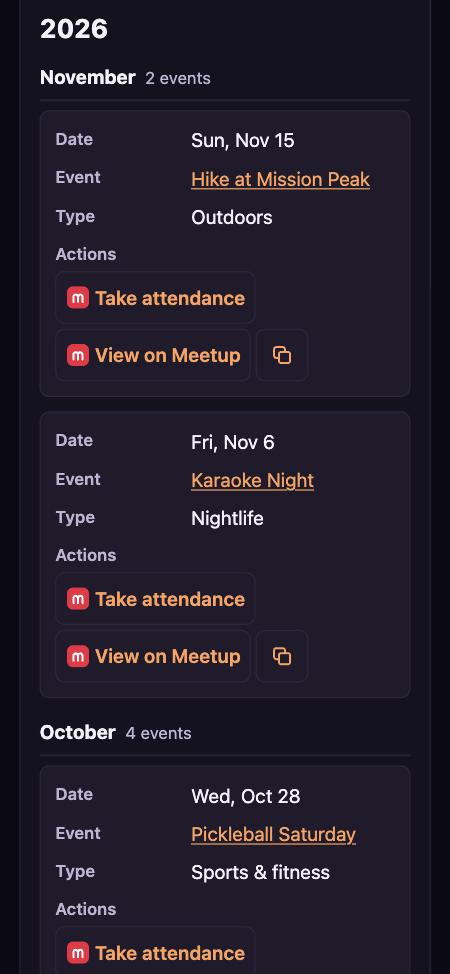 2026
November 2 events
Date Sun, Nov 15
Event Hike at Mission Peak
Type Outdoors
Actions
Take attendance
View on Meetup
Date Fri, Nov 6
Event Karaoke Night
Type Nightlife
Actions
Take attendance
View on Meetup
October 4 events
Date Wed, Oct 28
Event Pickleball Saturday
Type Sports & fitness
Actions
Take attendance